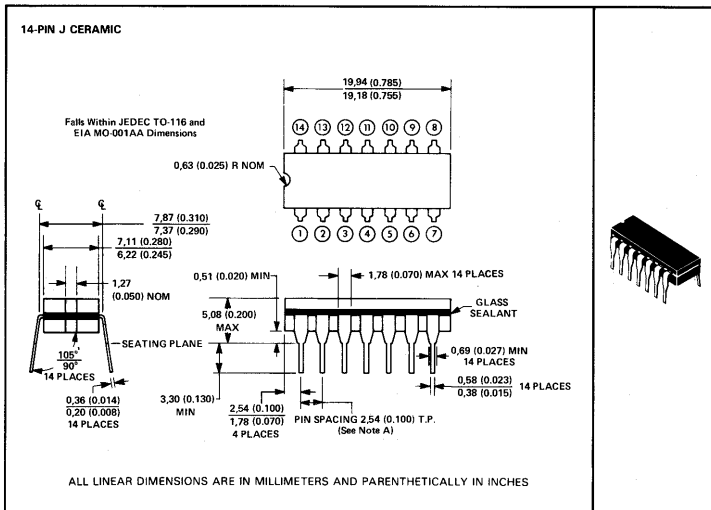 14-PIN J CERAMIC
19,94 (0.785)
19,18 (0.755)
Falls Within JEDEC TO-116 and
EIA MO-001AA Dimensions
14 13 12 11 10 9 8
0,63 (0.025) R NOM
1 2 3 4 5 6 7
℄ ℄
7,87 (0.310)
7,37 (0.290)
7,11 (0.280)
6,22 (0.245)
1,27
(0.050) NOM
0,51 (0.020) MIN
1,78 (0.070) MAX 14 PLACES
5,08 (0.200)
MAX
GLASS
SEALANT
SEATING PLANE
105°
90°
14 PLACES
0,36 (0.014)
0,20 (0.008)
14 PLACES
3,30 (0.130)
MIN
2,54 (0.100)
1,78 (0.070)
4 PLACES
PIN SPACING 2,54 (0.100) T.P.
(See Note A)
0,69 (0.027) MIN
14 PLACES
0,58 (0.023)
0,38 (0.015)
14 PLACES
ALL LINEAR DIMENSIONS ARE IN MILLIMETERS AND PARENTHETICALLY IN INCHES